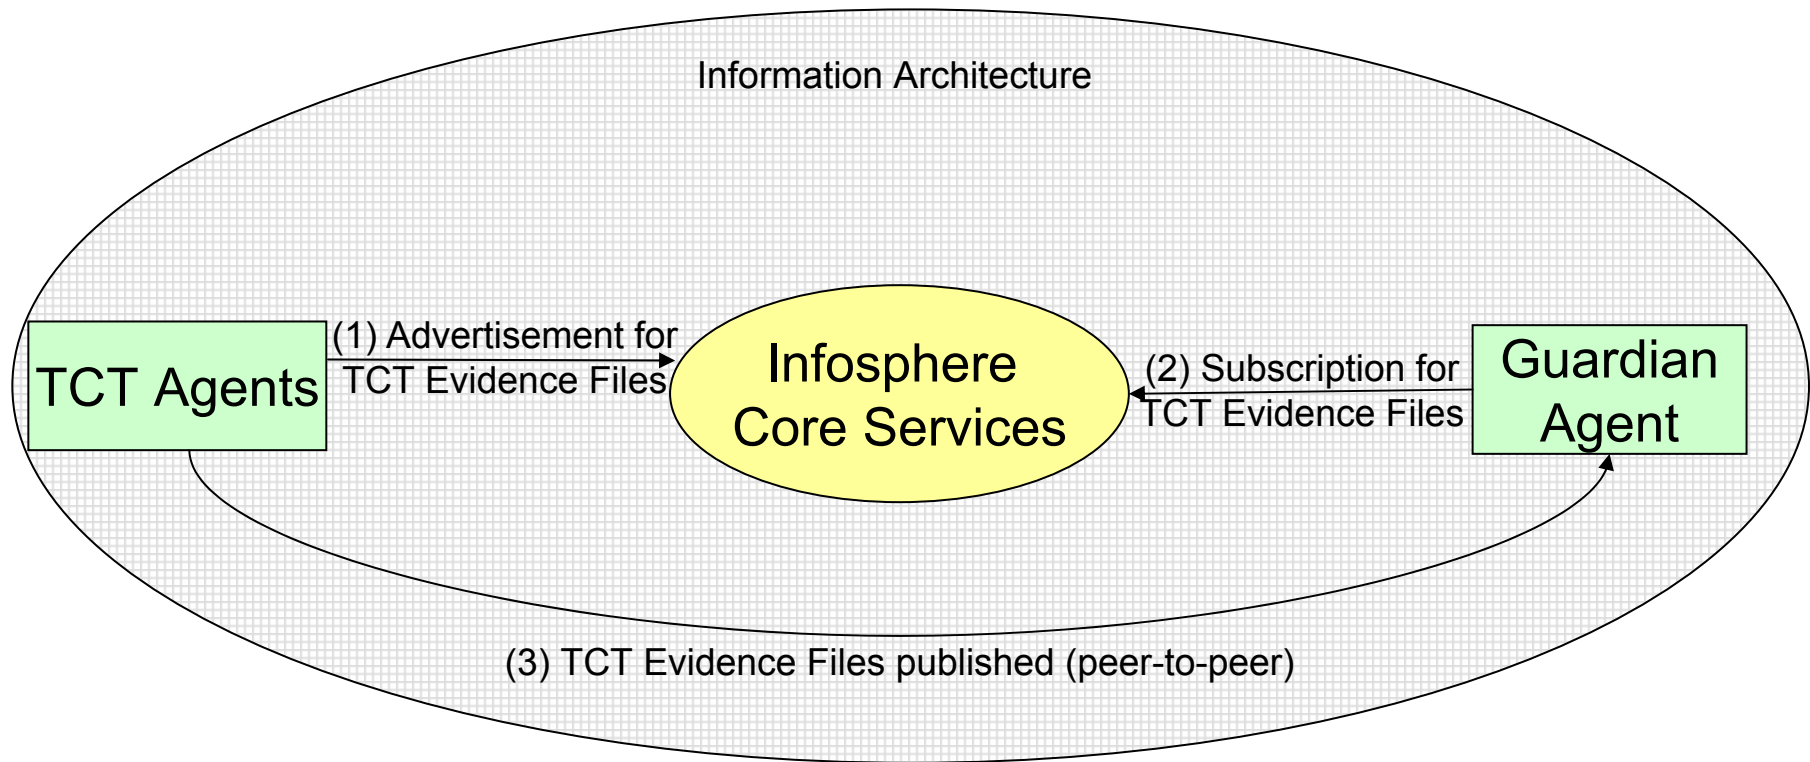 Information Architecture
TCT Agents
(1) Advertisement for
TCT Evidence Files
Infosphere
Core Services
(2) Subscription for
TCT Evidence Files
Guardian
Agent
(3) TCT Evidence Files published (peer-to-peer)